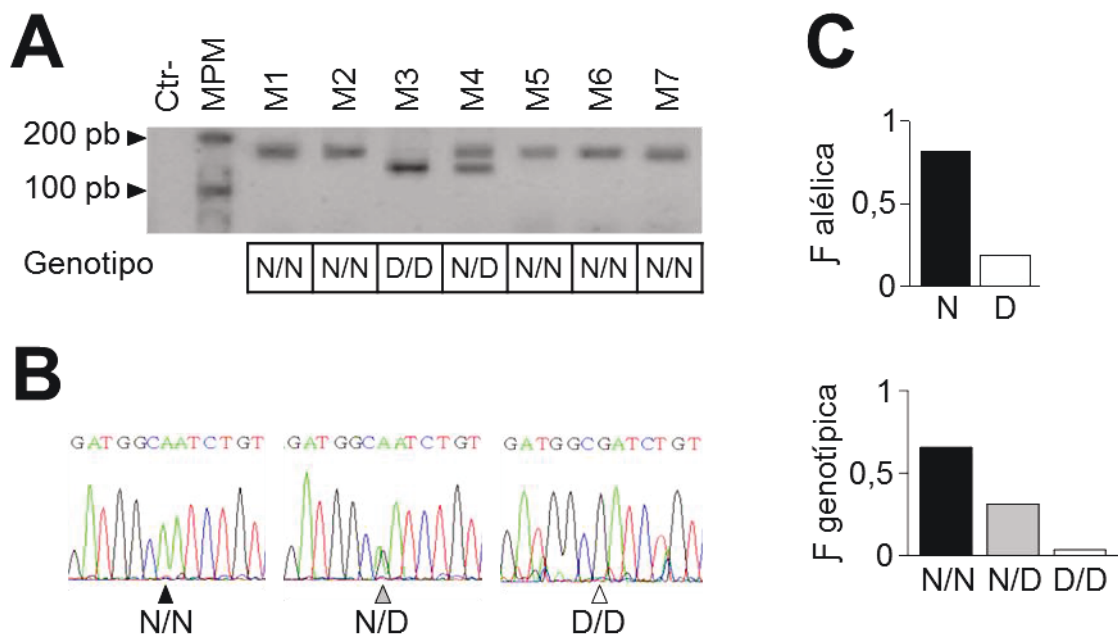 A
Ctr-
MPM
M1
M2
M3
M4
M5
M6
M7
200 pb
100 pb
Genotipo
N/N
N/N
D/D
N/D
N/N
N/N
N/N
B
GATGGCAATCTGT
GATGGCAATCTGT
GATGGCGATCTGT
N/N
N/D
D/D
C
Ƒ alélica
1
0,5
0
N
D
Ƒ genotípica
1
0,5
0
N/N
N/D
D/D